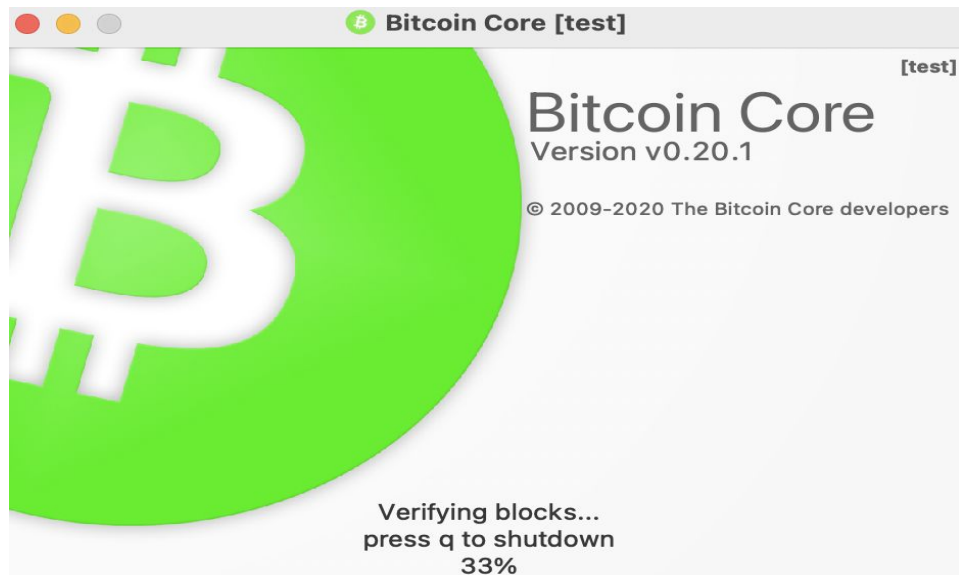 Bitcoin Core [test]
[test]
Bitcoin Core
Version v0.20.1
© 2009-2020 The Bitcoin Core developers
Verifying blocks...
press q to shutdown
33%